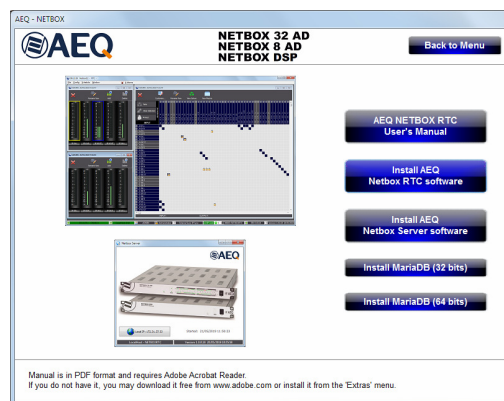 AEQ - NETBOX
AEQ
NETBOX 32 AD
NETBOX 8 AD
NETBOX DSP
Back to Menu
AEQ NETBOX RTC
User's Manual
Install AEQ
Netbox RTC software
Install AEQ
Netbox Server software
Install MariaDB (32 bits)
Install MariaDB (64 bits)
Netbox Server
AEQ
Manual is in PDF format and requires Adobe Acrobat Reader.
If you do not have it, you may download it free from www.adobe.com or install it from the 'Extras' menu.